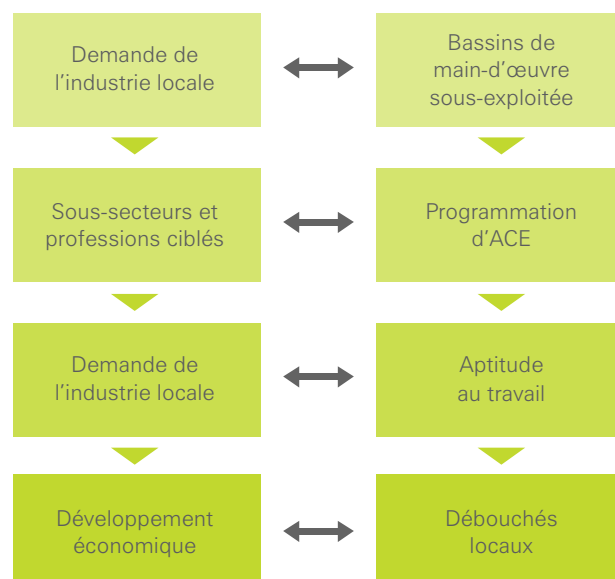 Demande de
l'industrie locale
Bassins de
main-d'œuvre
sous-exploitée
Sous-secteurs et
professions ciblés
Programmation
d'ACE
Demande de
l'industrie locale
Aptitude
au travail
Développement
économique
Débouchés
locaux